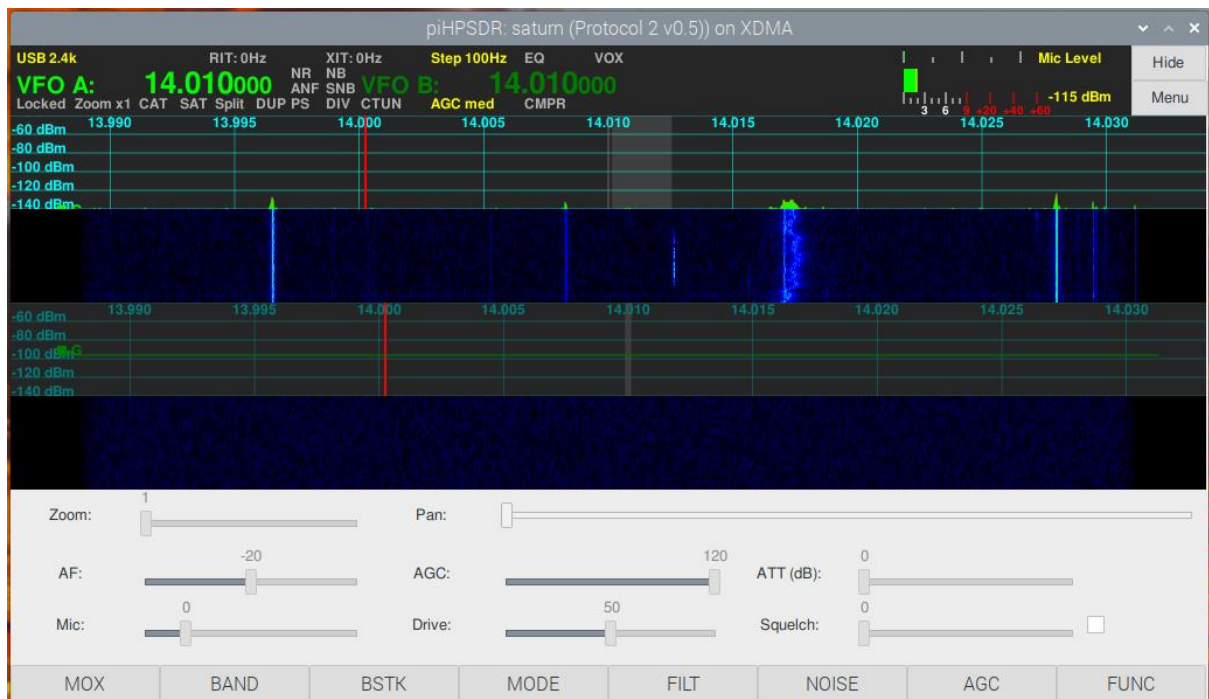 piHPSDR: saturn (Protocol 2 v0.5)) on XDMA
USB 2.4k RIT: 0Hz XIT: 0Hz Step 100Hz EQ VOX Mic Level Hide
VFO A: 14.010000 NR NB VFO B: 14.010000
ANF SNB
Locked Zoom x1 CAT SAT Split DUP PS DIV CTUN AGC med CMPR -115 dBm Menu
3 6 9 +20 +40 +60
13.990 13.995 14.000 14.005 14.010 14.015 14.020 14.025 14.030
-60 dBm
-80 dBm
-100 dBm
-120 dBm
-140 dBm
13.990 13.995 14.000 14.005 14.010 14.015 14.020 14.025 14.030
-60 dBm
-80 dBm
-100 dBm
-120 dBm
-140 dBm
Zoom: 1 Pan:
AF: -20 AGC: 120 ATT (dB): 0
Mic: 0 Drive: 50 Squelch: 0
MOX BAND BSTK MODE FILT NOISE AGC FUNC